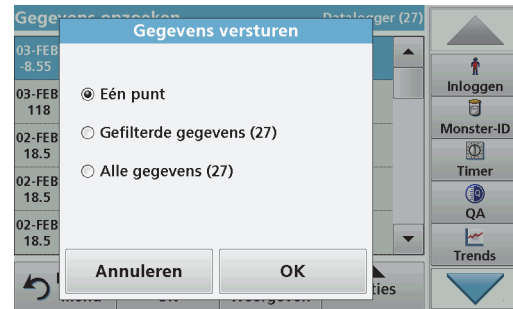 Gegevens opzoeken
Datalogger (27)
Gegevens versturen
03-FEB
-8.55
03-FEB
118
02-FEB
18.5
02-FEB
18.5
02-FEB
18.5
Eén punt
Gefilterde gegevens (27)
Alle gegevens (27)
Annuleren
OK
Inloggen
Monster-ID
Timer
QA
Trends